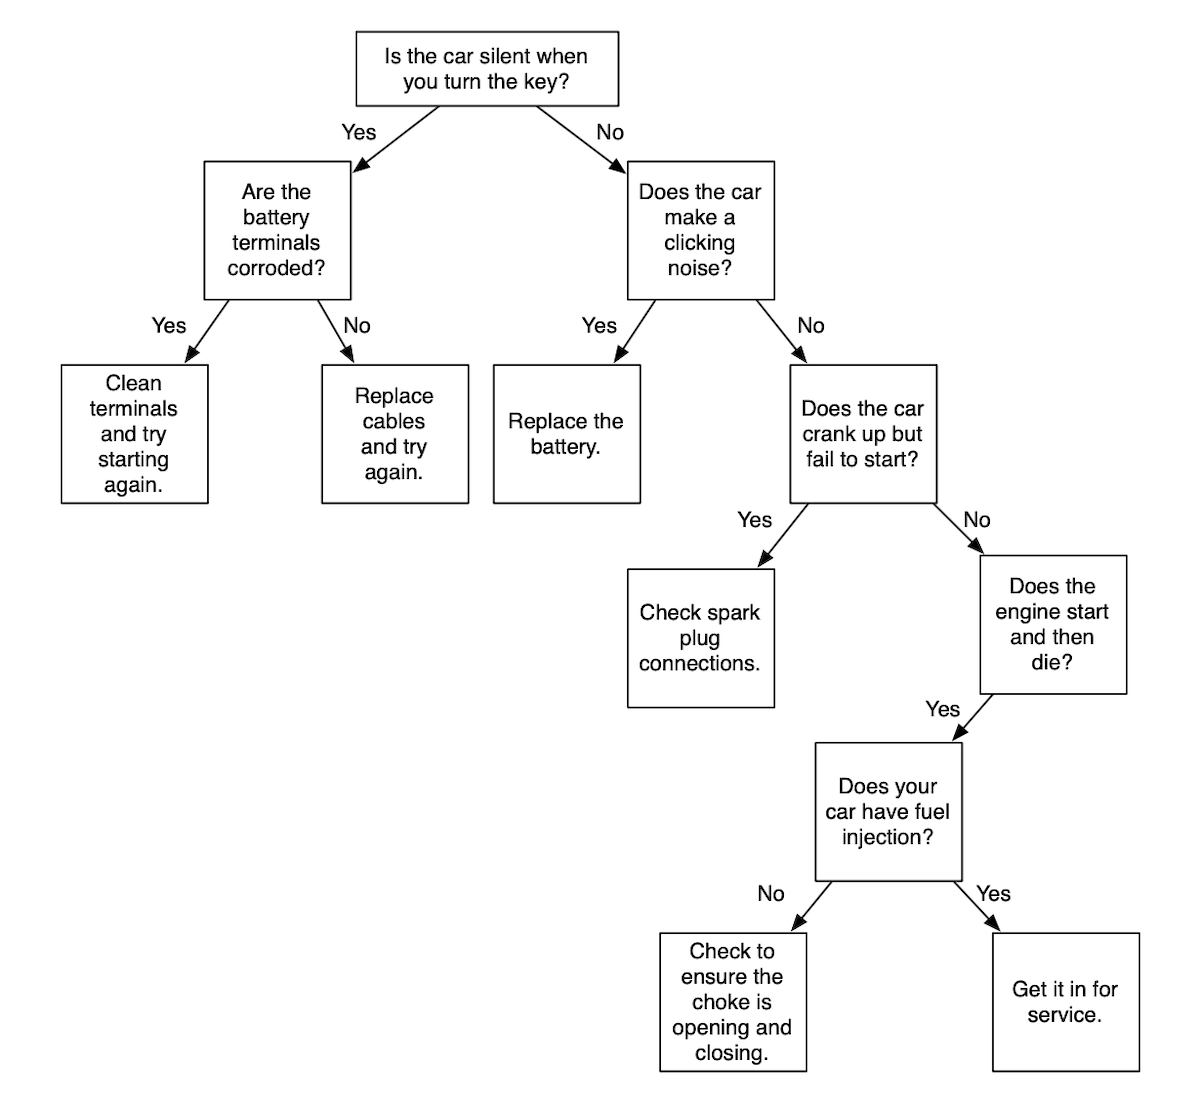 Is the car silent when
you turn the key?
Yes
No
Are the
battery
terminals
corroded?
Does the car
make a
clicking
noise?
Yes
No
Yes
No
Clean
terminals
and try
starting
again.
Replace
cables
and try
again.
Replace the
battery.
Does the car
crank up but
fail to start?
Yes
No
Check spark
plug
connections.
Does the
engine start
and then
die?
Yes
Does your
car have fuel
injection?
No
Yes
Check to
ensure the
choke is
opening and
closing.
Get it in for
service.